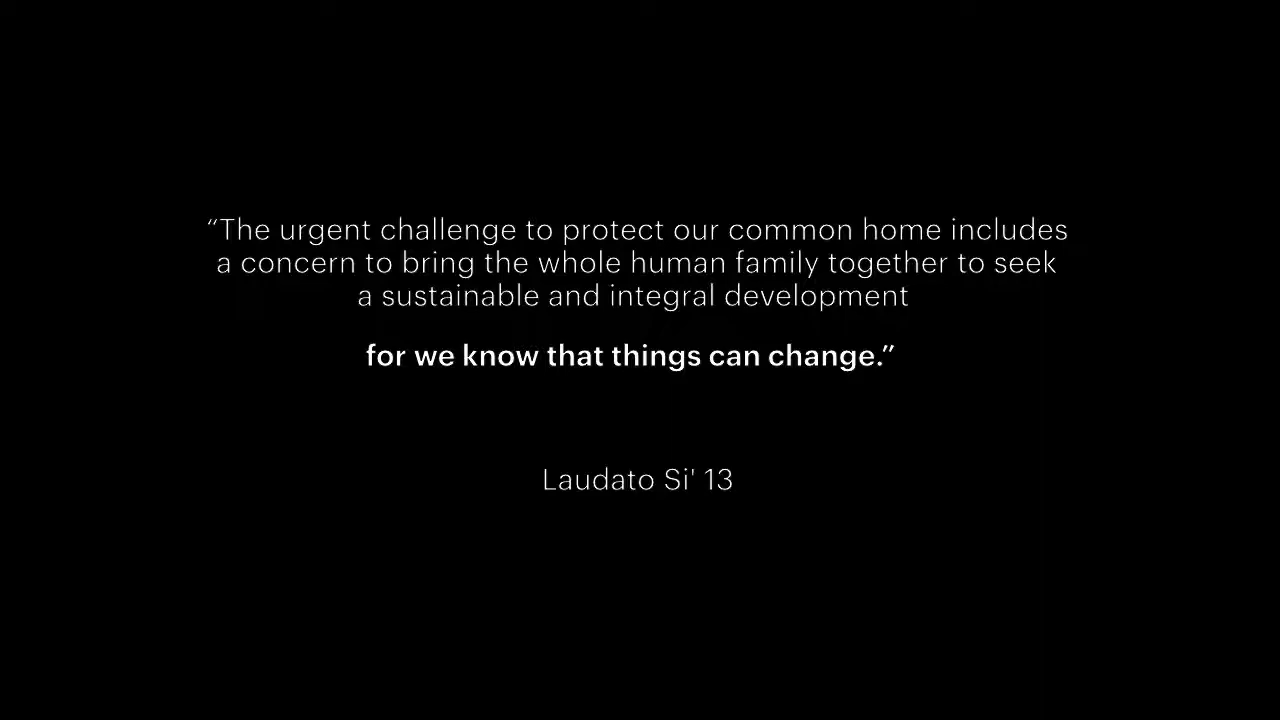 “The urgent challenge to protect our common home includes
a concern to bring the whole human family together to seek
a sustainable and integral development
for we know that things can change.”
Laudato Si' 13